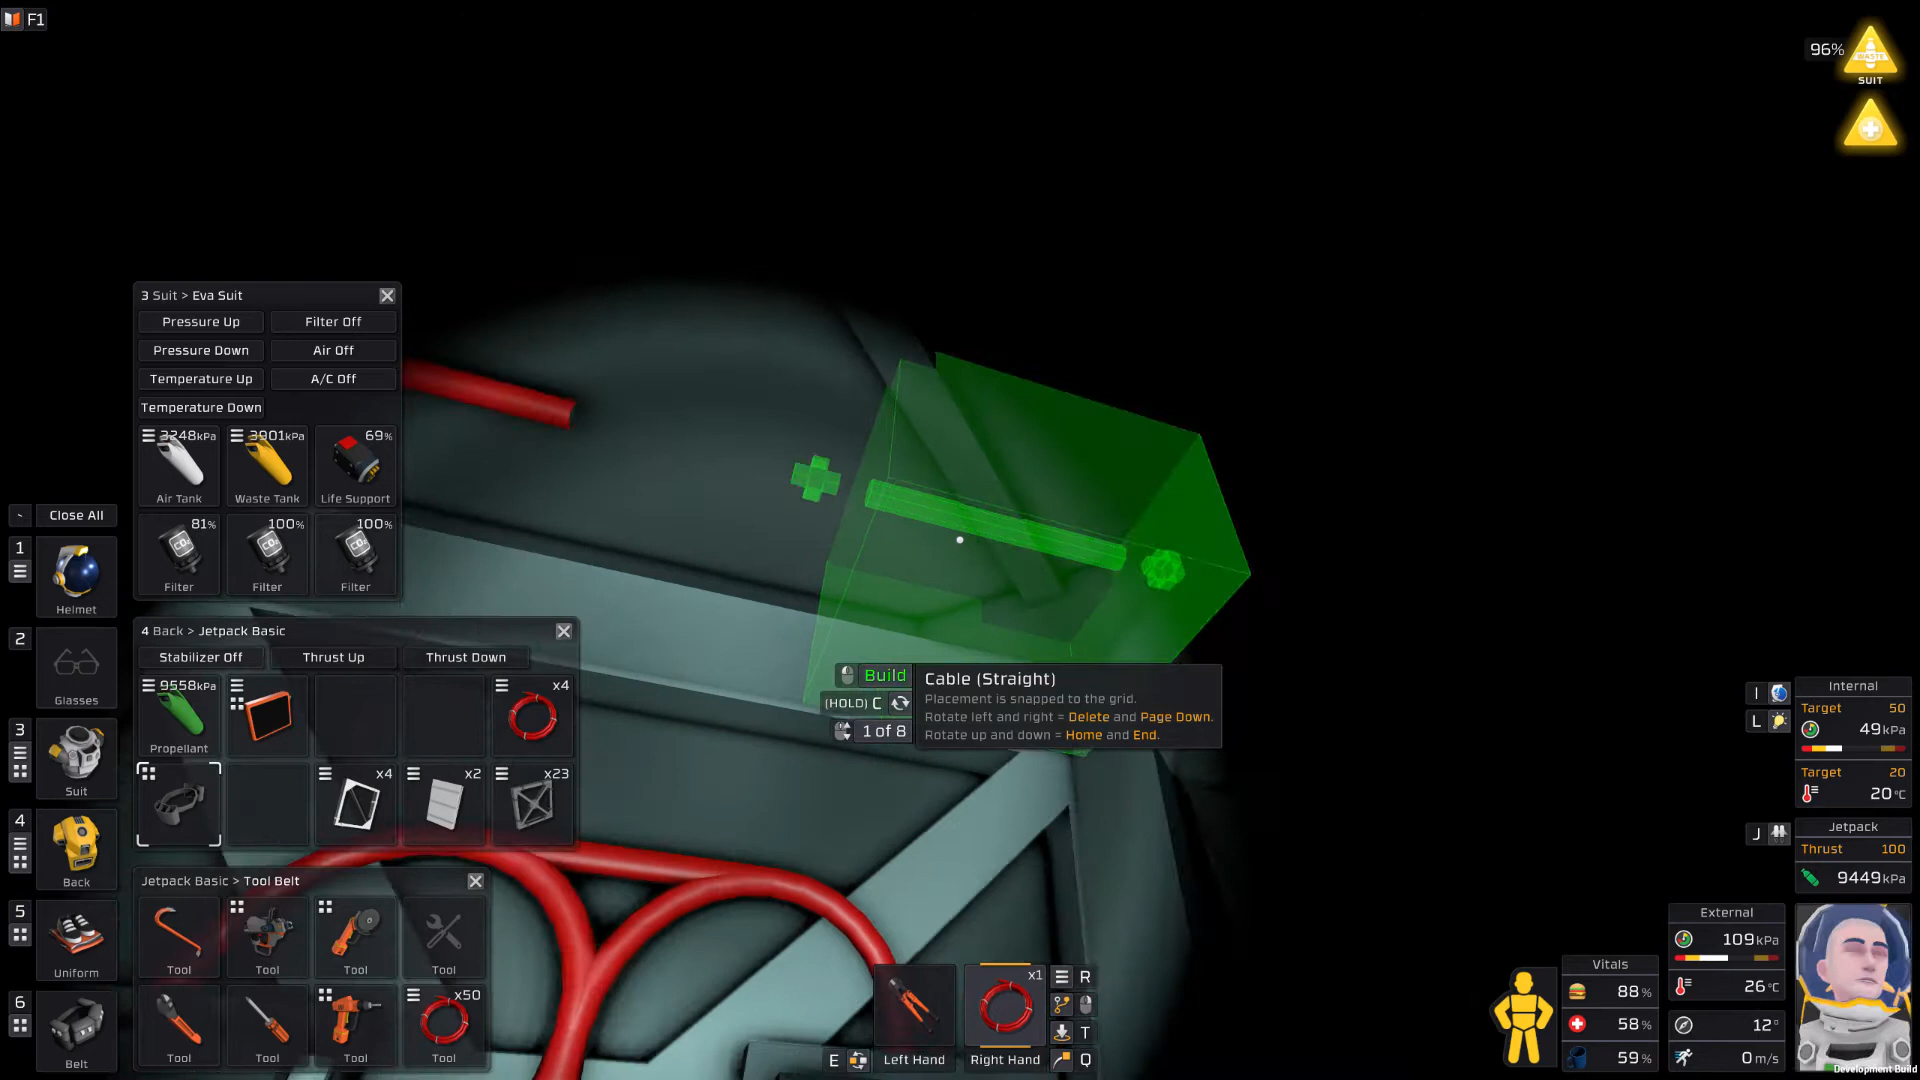 F1
96%
WASTE
SUIT
3 Suit > Eva Suit
Pressure Up
Filter Off
Pressure Down
Air Off
Temperature Up
A/C Off
Temperature Down
3248kPa
3901kPa
69%
Air Tank
Waste Tank
Life Support
81%
100%
100%
CO2
CO2
CO2
Filter
Filter
Filter
~ Close All
1
Helmet
2
Glasses
3
Suit
4
Back
5
Uniform
6
Belt
4 Back > Jetpack Basic
Stabilizer Off
Thrust Up
Thrust Down
9558kPa
x4
Propellant
x4
x2
x23
Jetpack Basic > Tool Belt
Tool
Tool
Tool
Tool
x50
Tool
Tool
Tool
Tool
Build
(HOLD) C
1 of 8
Cable (Straight)
Placement is snapped to the grid.
Rotate left and right = Delete and Page Down.
Rotate up and down = Home and End.
x1
R
T
E
Left Hand
Right Hand
Q
I
L
Internal
Target 50
49kPa
Target 20
20°C
J
Jetpack
Thrust 100
9449kPa
External
109kPa
26°C
12°
0m/s
Vitals
88%
58%
59%
Development Build